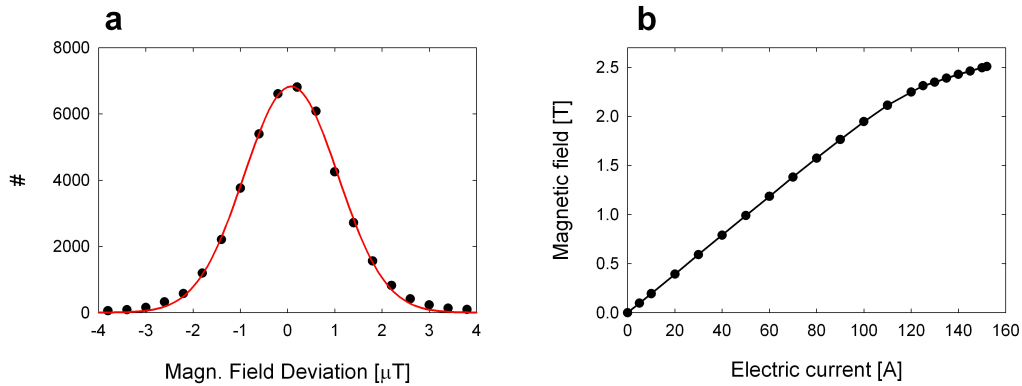 a
8000
6000
4000
2000
0
-4 -3 -2 -1 0 1 2 3 4
#
Magn. Field Deviation [μT]
b
2.5
2.0
1.5
1.0
0.5
0.0
0 20 40 60 80 100 120 140 160
Magnetic field [T]
Electric current [A]